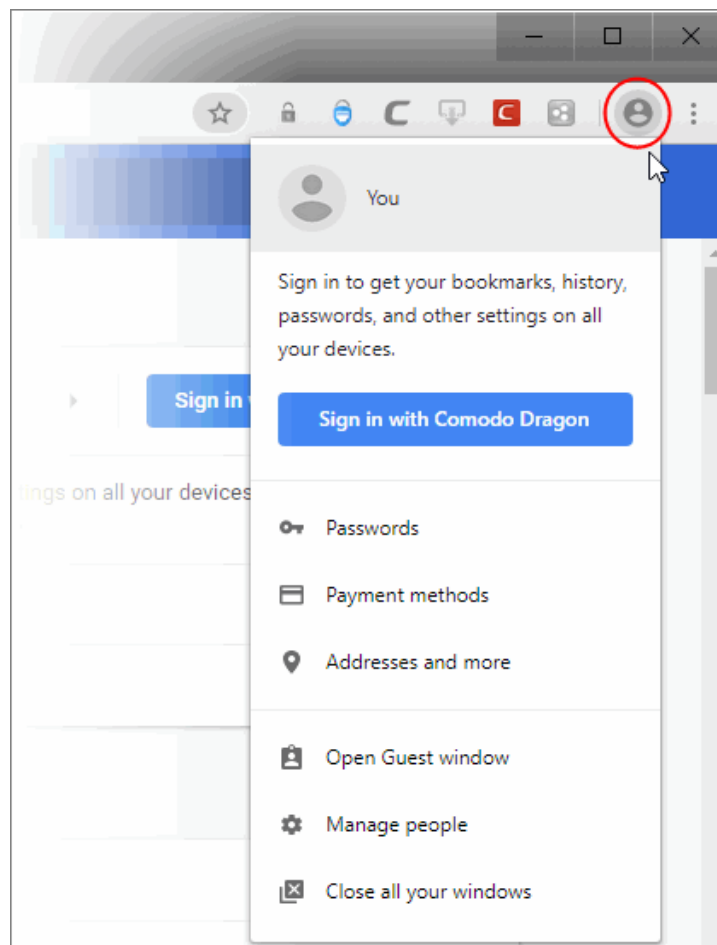 You
Sign in to get your bookmarks, history,
passwords, and other settings on all
your devices.
Sign in
Sign in with Comodo Dragon
on all your devices
Passwords
Payment methods
Addresses and more
Open Guest window
Manage people
Close all your windows